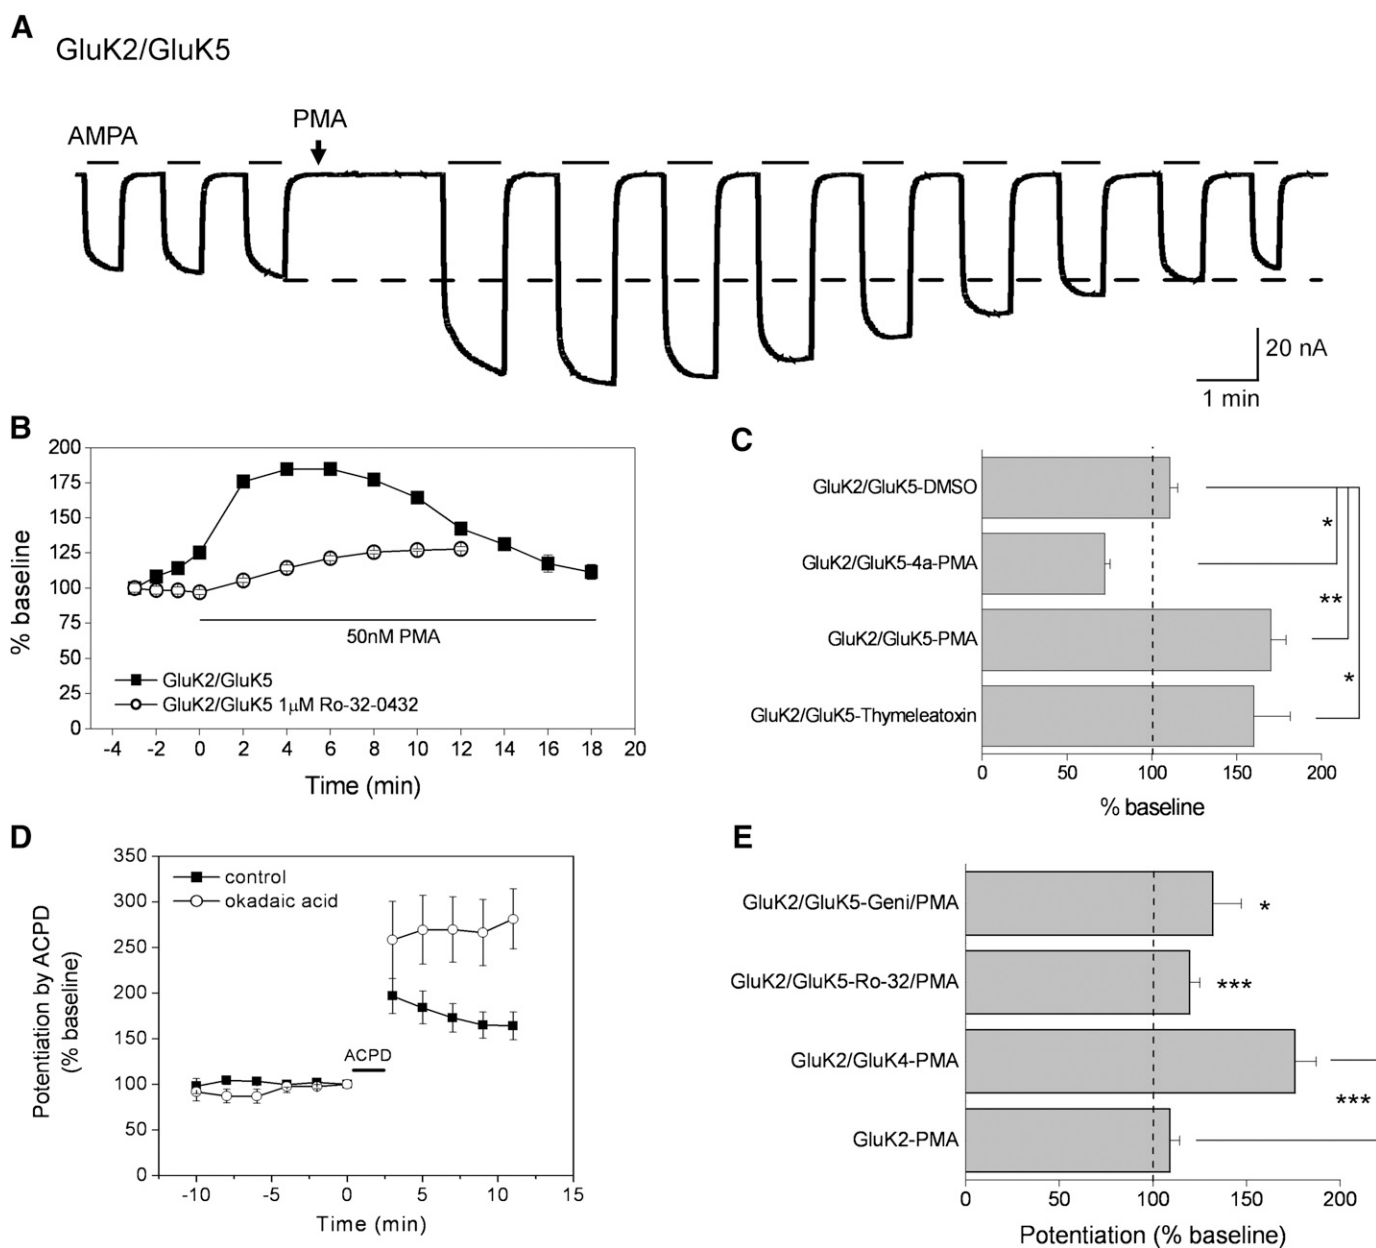 A
GluK2/GluK5
PMA
AMPA
20 nA
1 min
B
% baseline
200
175
150
125
100
75
50
25
0
50nM PMA
GluK2/GluK5
GluK2/GluK5 1µM Ro-32-0432
-4 -2 0 2 4 6 8 10 12 14 16 18 20
Time (min)
C
GluK2/GluK5-DMSO
GluK2/GluK5-4a-PMA
GluK2/GluK5-PMA
GluK2/GluK5-Thymeleatoxin
*
**
*
0 50 100 150 200
% baseline
D
Potentiation by ACPD
(% baseline)
350
300
250
200
150
100
50
0
control
okadaic acid
ACPD
-10 -5 0 5 10 15
Time (min)
E
GluK2/GluK5-Geni/PMA
*
GluK2/GluK5-Ro-32/PMA
***
GluK2/GluK4-PMA
***
GluK2-PMA
0 50 100 150 200
Potentiation (% baseline)